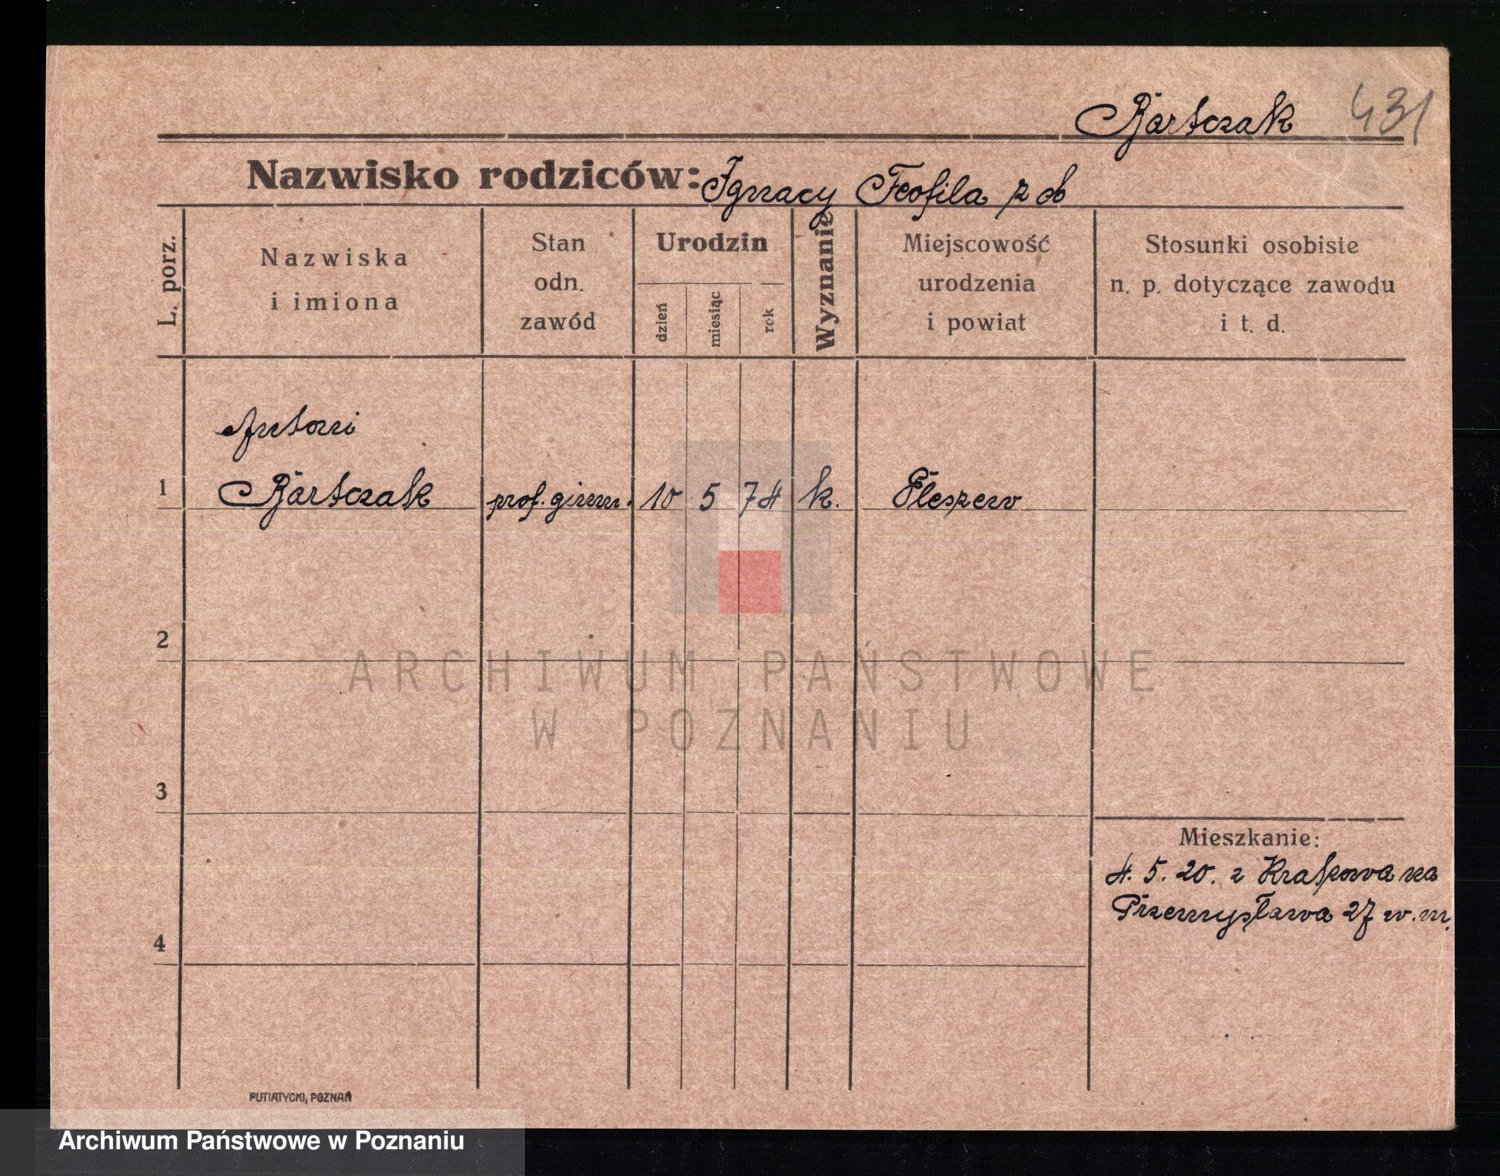 Bartczak 431
Nazwisko rodziców: Ignacy Teofila z d
L. porz.
Nazwiska
i imiona
Stan
odn.
zawód
Urodzin
dzień
miesiąc
rok
Wyznanie
Miejscowość
urodzenia
i powiat
Stosunki osobiste
n. p. dotyczące zawodu
i t. d.
Antoni
1 Bartczak prof. gimn. 10 5 74 k. Pleszew
2
ARCHIWUM PAŃSTWOWE
W POZNANIU
3
Mieszkanie:
4. 5. 20. z Krakowa na
Przemysława 27 w. m.
4
PUTIATYCKI, POZNAŃ
Archiwum Państwowe w Poznaniu